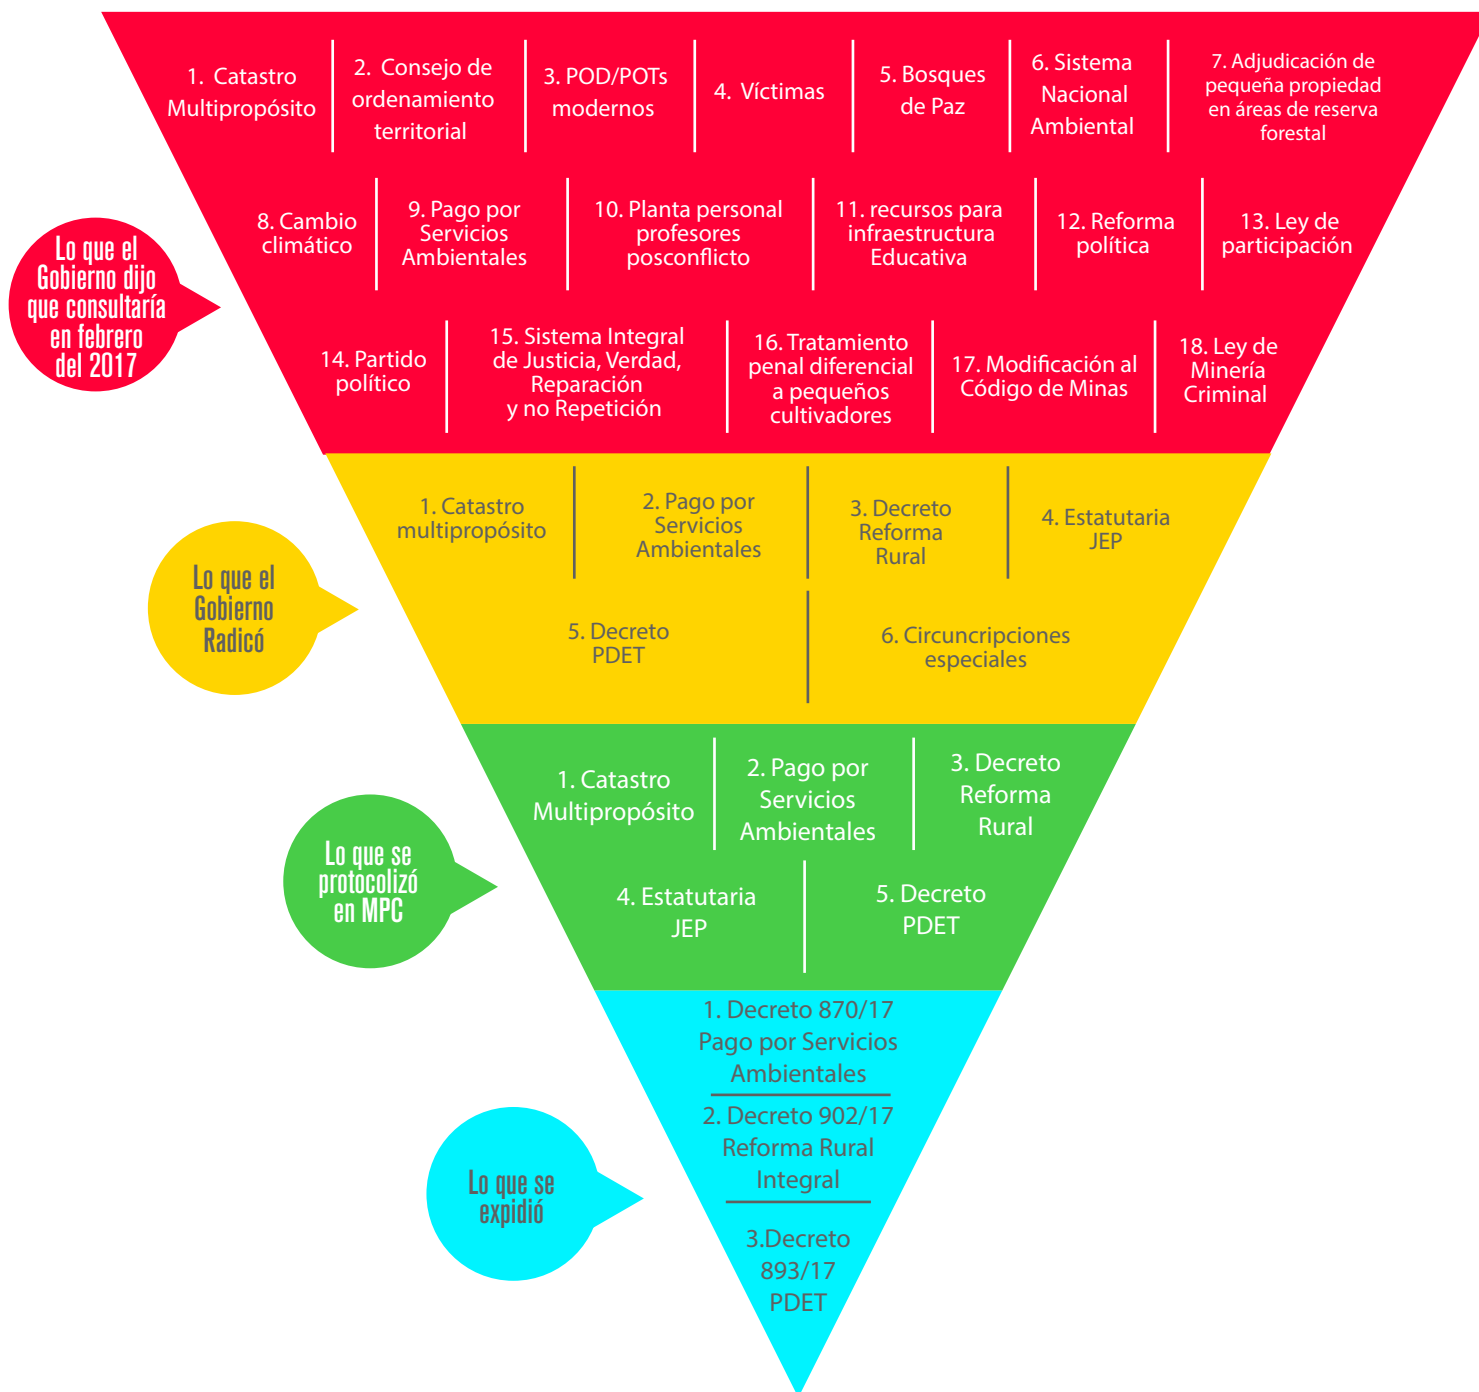 1. Catastro
Multipropósito
2. Consejo de
ordenamiento
territorial
3. POD/POTs
modernos
4. Víctimas
5. Bosques
de Paz
6. Sistema
Nacional
Ambiental
7. Adjudicación de
pequeña propiedad
en áreas de reserva
forestal
8. Cambio
climático
9. Pago por
Servicios
Ambientales
10. Planta personal
profesores
posconflicto
11. recursos para
infraestructura
Educativa
12. Reforma
política
13. Ley de
participación
Lo que el
Gobierno dijo
que consultaría
en febrero
del 2017
14. Partido
político
15. Sistema Integral
de Justicia, Verdad,
Reparación
y no Repetición
16. Tratamiento
penal diferencial
a pequeños
cultivadores
17. Modificación al
Código de Minas
18. Ley de
Minería
Criminal
Lo que el
Gobierno
Radicó
1. Catastro
multipropósito
2. Pago por
Servicios
Ambientales
3. Decreto
Reforma
Rural
4. Estatutaria
JEP
5. Decreto
PDET
6. Circuncripciones
especiales
Lo que se
protocolizó
en MPC
1. Catastro
Multipropósito
2. Pago por
Servicios
Ambientales
3. Decreto
Reforma
Rural
4. Estatutaria
JEP
5. Decreto
PDET
Lo que se
expidió
1. Decreto 870/17
Pago por Servicios
Ambientales
2. Decreto 902/17
Reforma Rural
Integral
3.Decreto
893/17
PDET